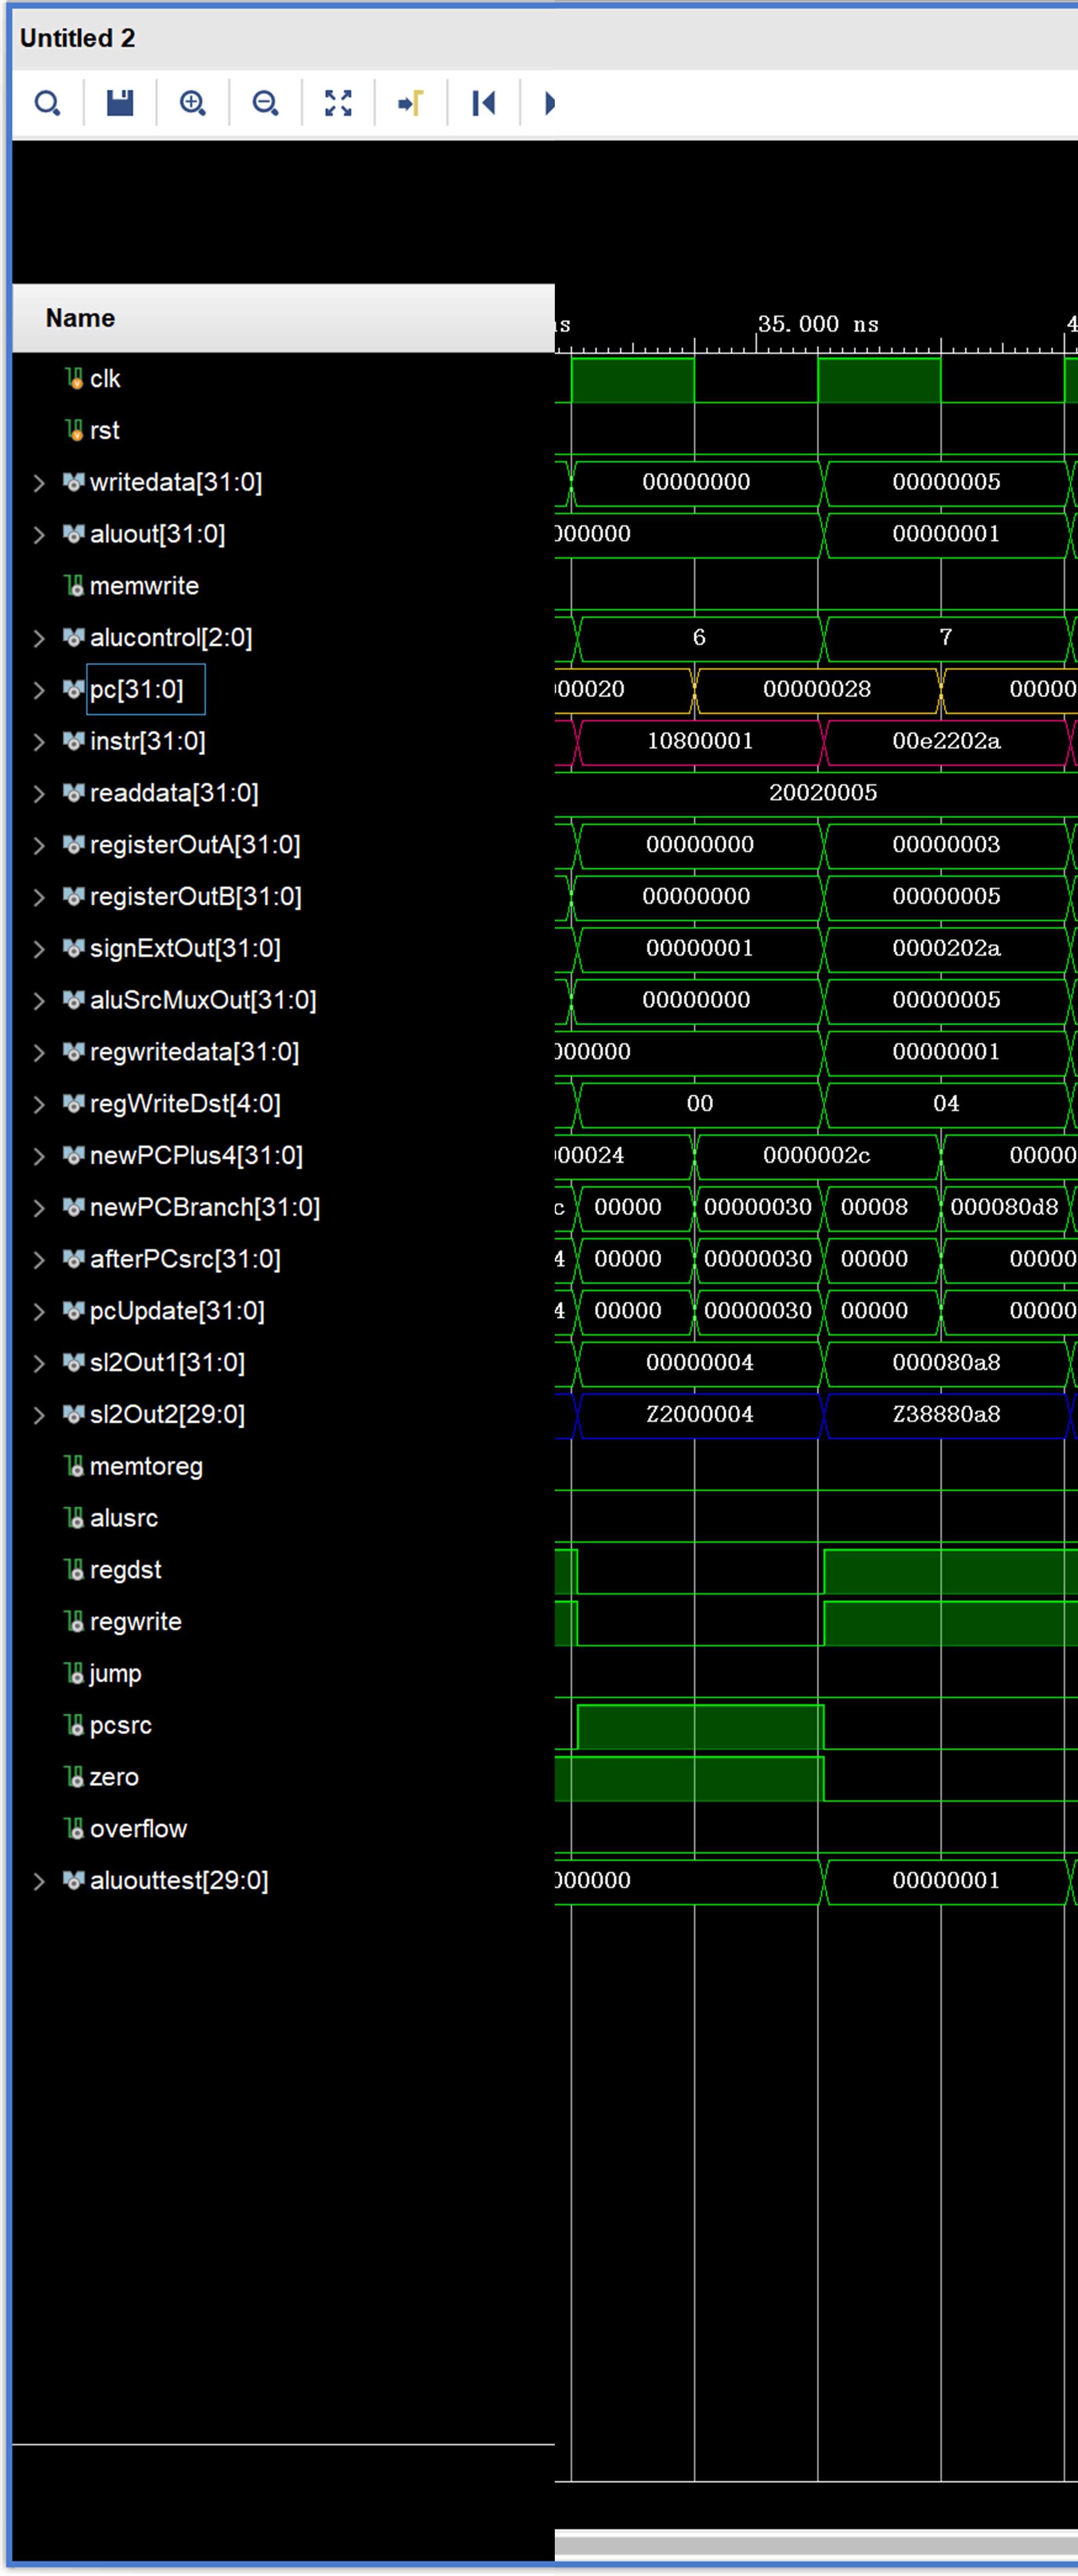 Untitled 2
Name
s 35.000 ns 4
clk
rst
writedata[31:0] 00000000 00000005
aluout[31:0] 000000 00000001
memwrite
alucontrol[2:0] 6 7
pc[31:0] 000020 00000028 00000
instr[31:0] 10800001 00e2202a
readdata[31:0] 20020005
registerOutA[31:0] 00000000 00000003
registerOutB[31:0] 00000000 00000005
signExtOut[31:0] 00000001 0000202a
aluSrcMuxOut[31:0] 00000000 00000005
regwritedata[31:0] 000000 00000001
regWriteDst[4:0] 00 04
newPCPlus4[31:0] 000024 0000002c 00000
newPCBranch[31:0] c 00000 00000030 00008 000080d8
afterPCsrc[31:0] 4 00000 00000030 00000 00000
pcUpdate[31:0] 4 00000 00000030 00000 00000
sl2Out1[31:0] 00000004 000080a8
sl2Out2[29:0] Z2000004 Z38880a8
memtoreg
alusrc
regdst
regwrite
jump
pcsrc
zero
overflow
aluouttest[29:0] 000000 00000001